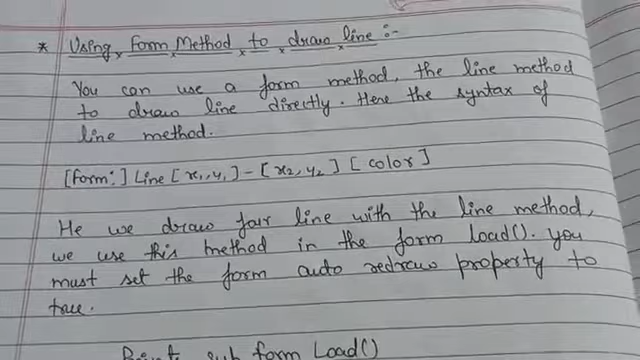 * Using Form Method to draw line :-
You can use a form method, the line method
to draw line directly. Here the syntax of
line method.
[form:] Line [x1, y1] - [x2, y2] [color]
He we draw four line with the line method,
we use this method in the form load(). you
must set the form auto redraw property to
true.
sub form Load()